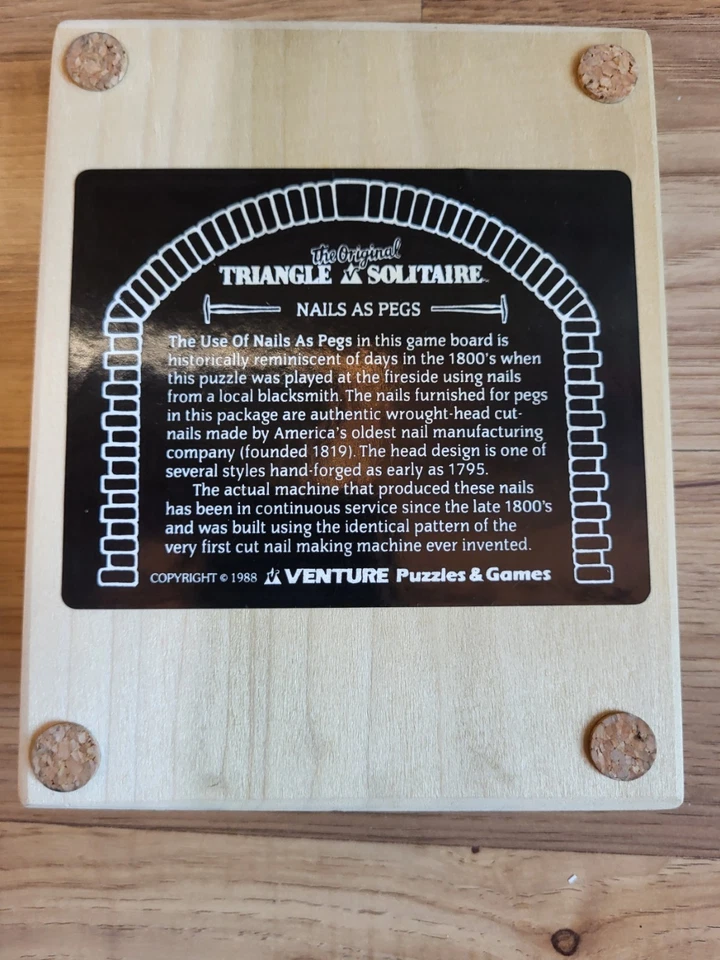 the Original
TRIANGLE SOLITAIRE™
NAILS AS PEGS
The Use Of Nails As Pegs in this game board is
historically reminiscent of days in the 1800's when
this puzzle was played at the fireside using nails
from a local blacksmith. The nails furnished for pegs
in this package are authentic wrought-head cut-
nails made by America's oldest nail manufacturing
company (founded 1819). The head design is one of
several styles hand-forged as early as 1795.
The actual machine that produced these nails
has been in continuous service since the late 1800's
and was built using the identical pattern of the
very first cut nail making machine ever invented.
COPYRIGHT © 1988 VENTURE Puzzles & Games